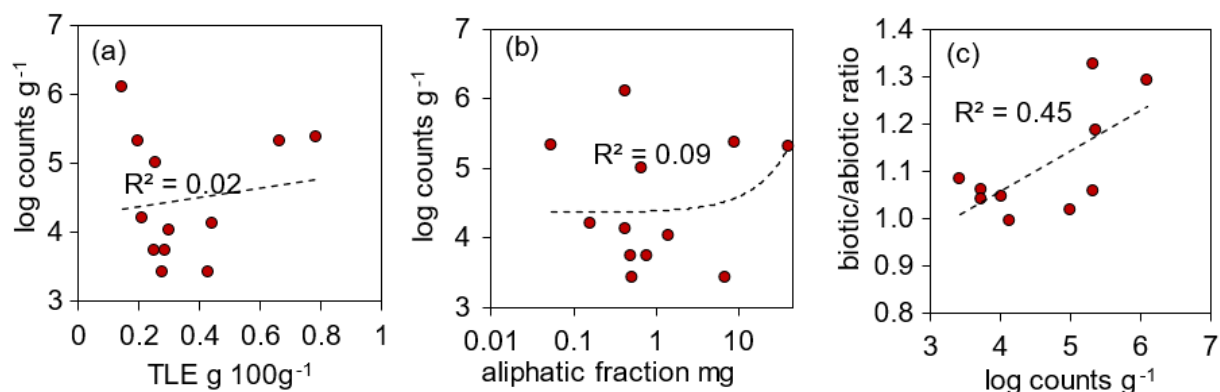 (a)
log counts g⁻¹
7
6
5
4
3
R² = 0.02
0 0.2 0.4 0.6 0.8 1
TLE g 100g⁻¹
(b)
log counts g⁻¹
7
6
5
4
3
R² = 0.09
0.01 0.1 1 10
aliphatic fraction mg
(c)
biotic/abiotic ratio
1.4
1.3
1.2
1.1
1.0
0.9
0.8
R² = 0.45
3 4 5 6 7
log counts g⁻¹